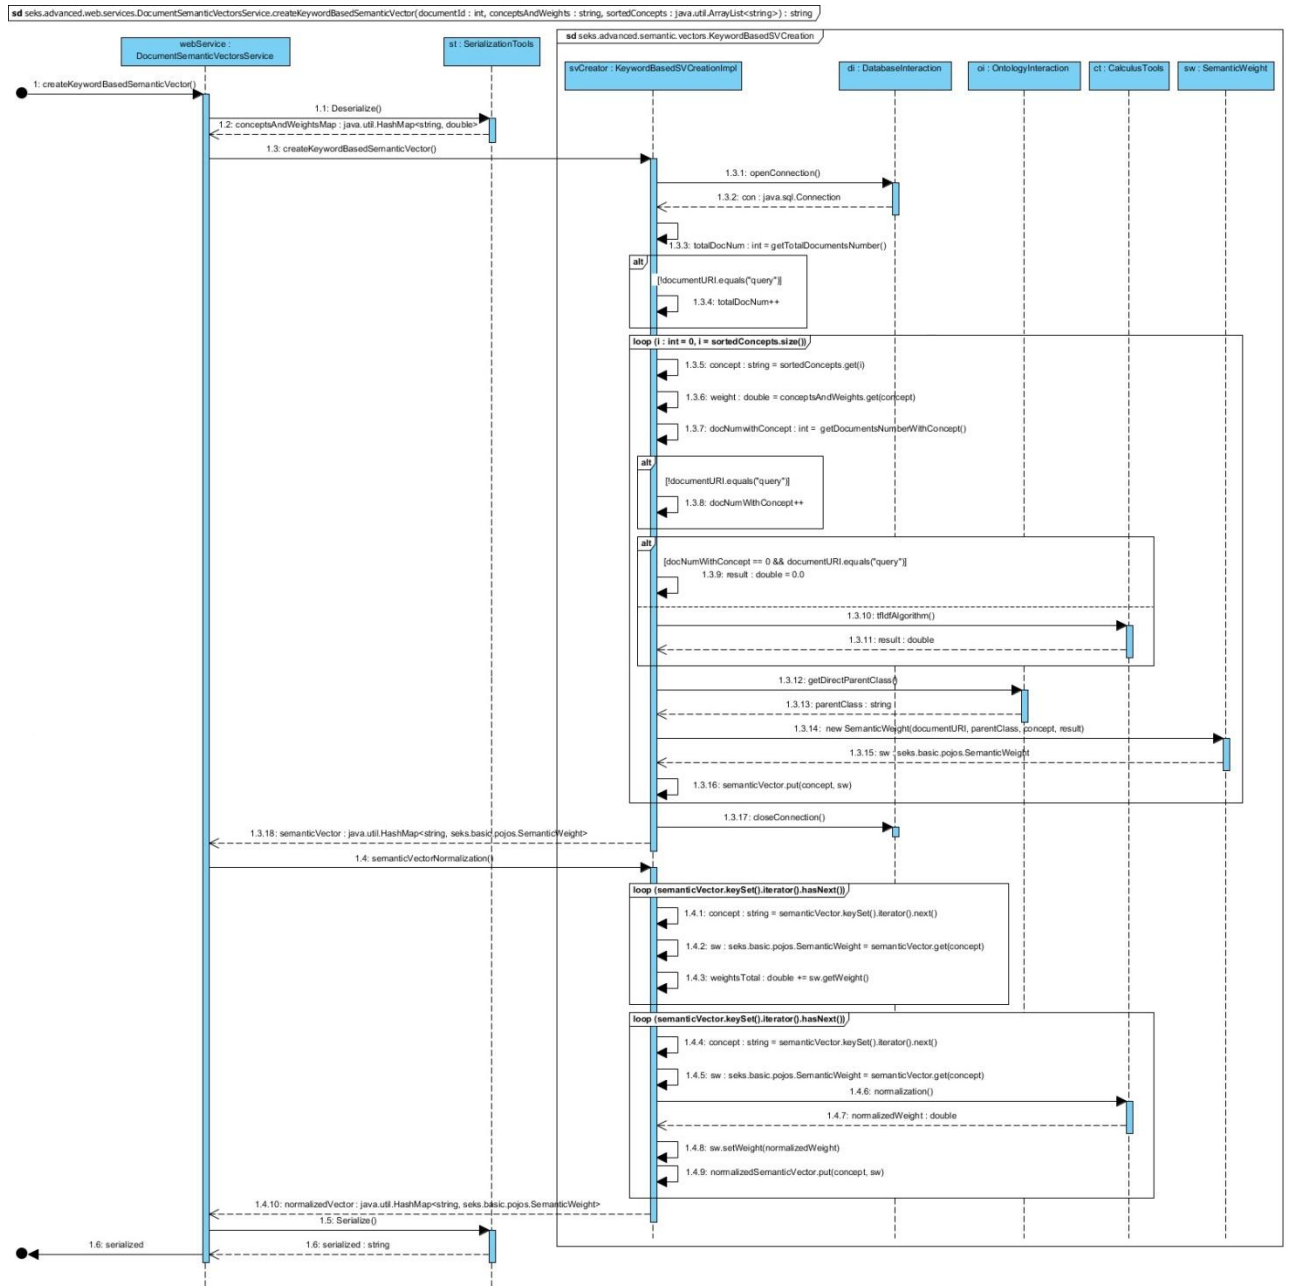 sd seks.advanced.web.services.DocumentSemanticVectorsService.createKeywordBasedSemanticVector(documentId : int, conceptsAndWeights : string, sortedConcepts : java.util.ArrayList<string>) : string
sd seks.advanced.semantic.vectors.KeywordBasedSVCreation
webService :
DocumentSemanticVectorsService
st : SerializationTools
svCreator : KeywordBasedSVCreationImpl
di : DatabaseInteraction
oi : OntologyInteraction
ct : CalculusTools
sw : SemanticWeight
1: createKeywordBasedSemanticVector()
1.1: Deserialize()
1.2: conceptsAndWeightsMap : java.util.HashMap<string, double>
1.3: createKeywordBasedSemanticVector()
1.3.1: openConnection()
1.3.2: con : java.sql.Connection
1.3.3: totalDocNum : int = getTotalDocumentsNumber()
alt
[!documentURI.equals("query")]
1.3.4: totalDocNum++
loop (i : int = 0, i = sortedConcepts.size())
1.3.5: concept : string = sortedConcepts.get(i)
1.3.6: weight : double = conceptsAndWeights.get(concept)
1.3.7: docNumwithConcept : int = getDocumentsNumberWithConcept()
alt
[!documentURI.equals("query")]
1.3.8: docNumWithConcept++
alt
[docNumWithConcept == 0 && documentURI.equals("query")]
1.3.9: result : double = 0.0
1.3.10: tfIdfAlgorithm()
1.3.11: result : double
1.3.12: getDirectParentClass()
1.3.13: parentClass : string
1.3.14: new SemanticWeight(documentURI, parentClass, concept, result)
1.3.15: sw : seks.basic.pojos.SemanticWeight
1.3.16: semanticVector.put(concept, sw)
1.3.17: closeConnection()
1.3.18: semanticVector : java.util.HashMap<string, seks.basic.pojos.SemanticWeight>
1.4: semanticVectorNormalization()
loop (semanticVector.keySet().iterator().hasNext())
1.4.1: concept : string = semanticVector.keySet().iterator().next()
1.4.2: sw : seks.basic.pojos.SemanticWeight = semanticVector.get(concept)
1.4.3: weightsTotal : double += sw.getWeight()
loop (semanticVector.keySet().iterator().hasNext())
1.4.4: concept : string = semanticVector.keySet().iterator().next()
1.4.5: sw : seks.basic.pojos.SemanticWeight = semanticVector.get(concept)
1.4.6: normalization()
1.4.7: normalizedWeight : double
1.4.8: sw.setWeight(normalizedWeight)
1.4.9: normalizedSemanticVector.put(concept, sw)
1.4.10: normalizedVector : java.util.HashMap<string, seks.basic.pojos.SemanticWeight>
1.5: Serialize()
1.6: serialized
1.6: serialized : string